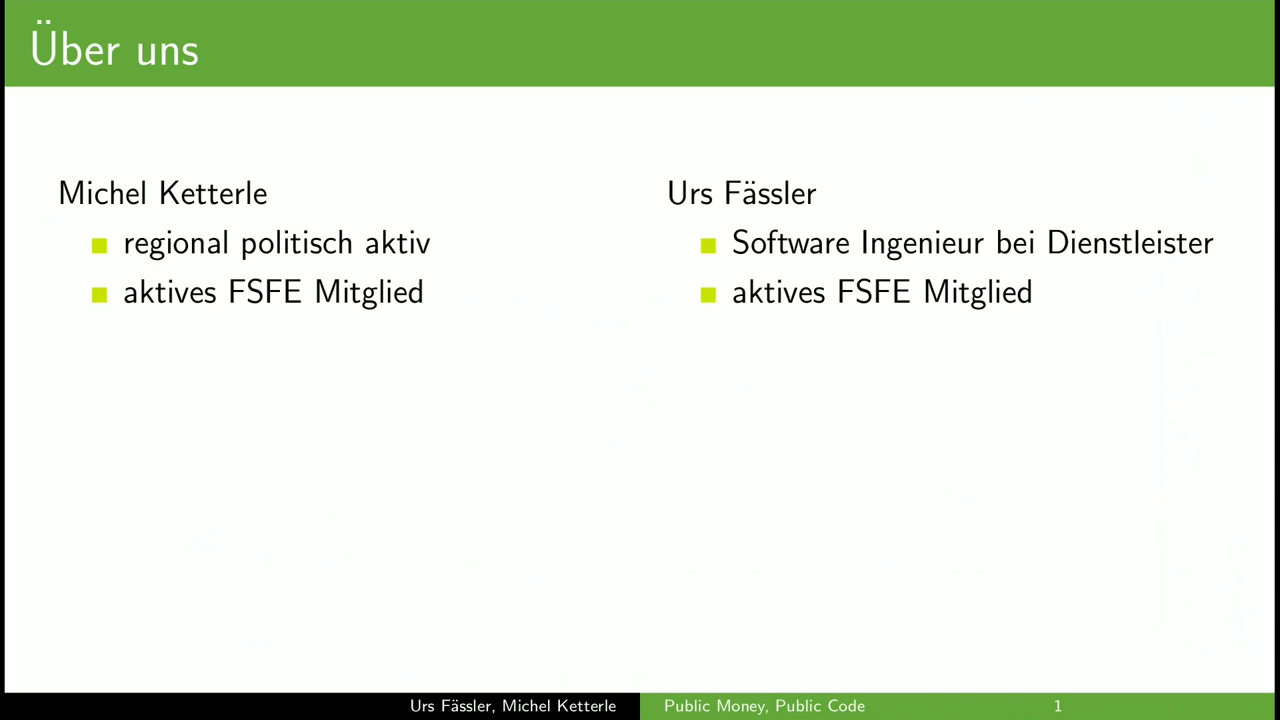 Über uns
Michel Ketterle
regional politisch aktiv
aktives FSFE Mitglied
Urs Fässler
Software Ingenieur bei Dienstleister
aktives FSFE Mitglied
Urs Fässler, Michel Ketterle
Public Money, Public Code
1